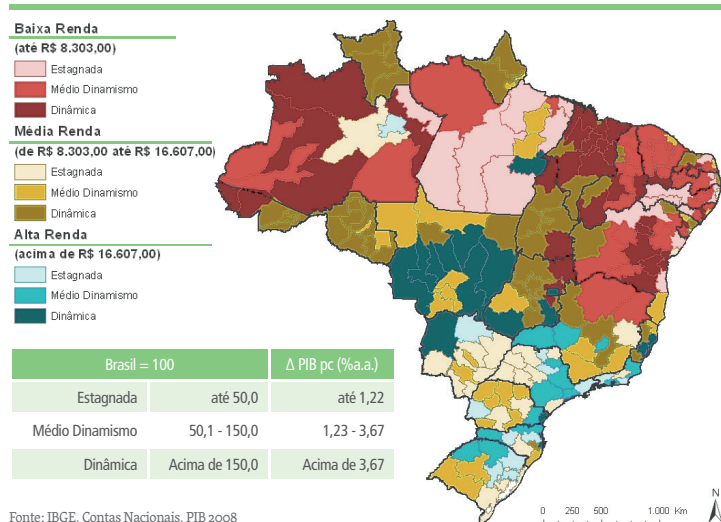 Baixa Renda
(até R$ 8.303,00)
Estagnada
Médio Dinamismo
Dinâmica
Média Renda
(de R$ 8.303,00 até R$ 16.607,00)
Estagnada
Médio Dinamismo
Dinâmica
Alta Renda
(acima de R$ 16.607,00)
Estagnada
Médio Dinamismo
Dinâmica
Brasil = 100 Δ PIB pc (%a.a.)
Estagnada até 50,0 até 1,22
Médio Dinamismo 50,1 - 150,0 1,23 - 3,67
Dinâmica Acima de 150,0 Acima de 3,67
Fonte: IBGE. Contas Nacionais. PIB 2008
0 250 500 1.000 Km
N